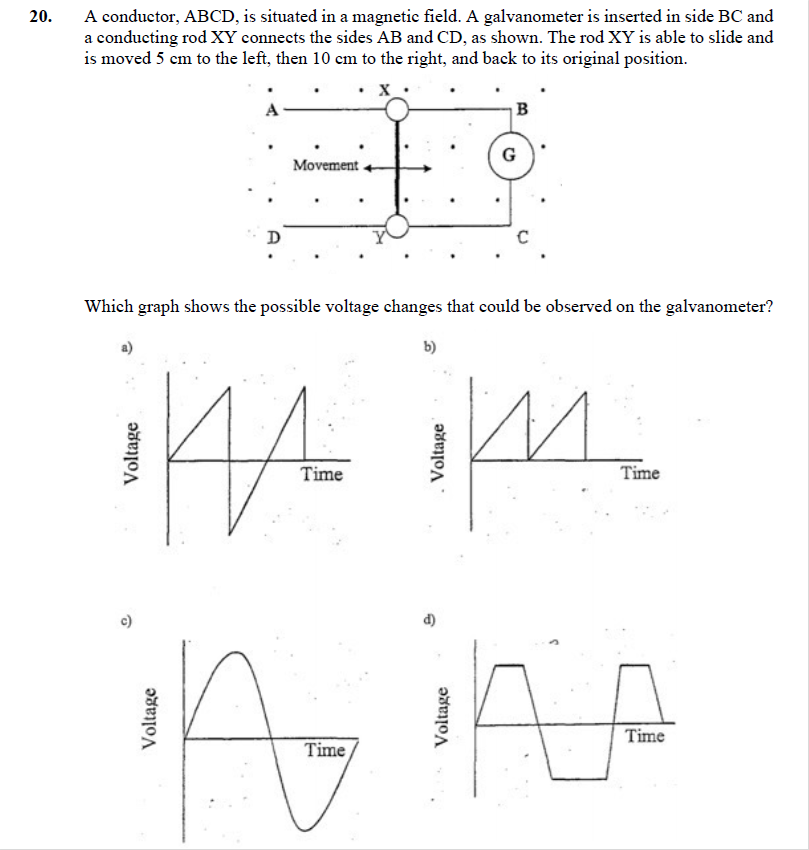 20. A conductor, ABCD, is situated in a magnetic field. A galvanometer is inserted in side BC and
a conducting rod XY connects the sides AB and CD, as shown. The rod XY is able to slide and
is moved 5 cm to the left, then 10 cm to the right, and back to its original position.
X
A B
G
Movement
D Y C
Which graph shows the possible voltage changes that could be observed on the galvanometer?
a) b)
Voltage Voltage
Time Time
c) d)
Voltage Voltage
Time Time